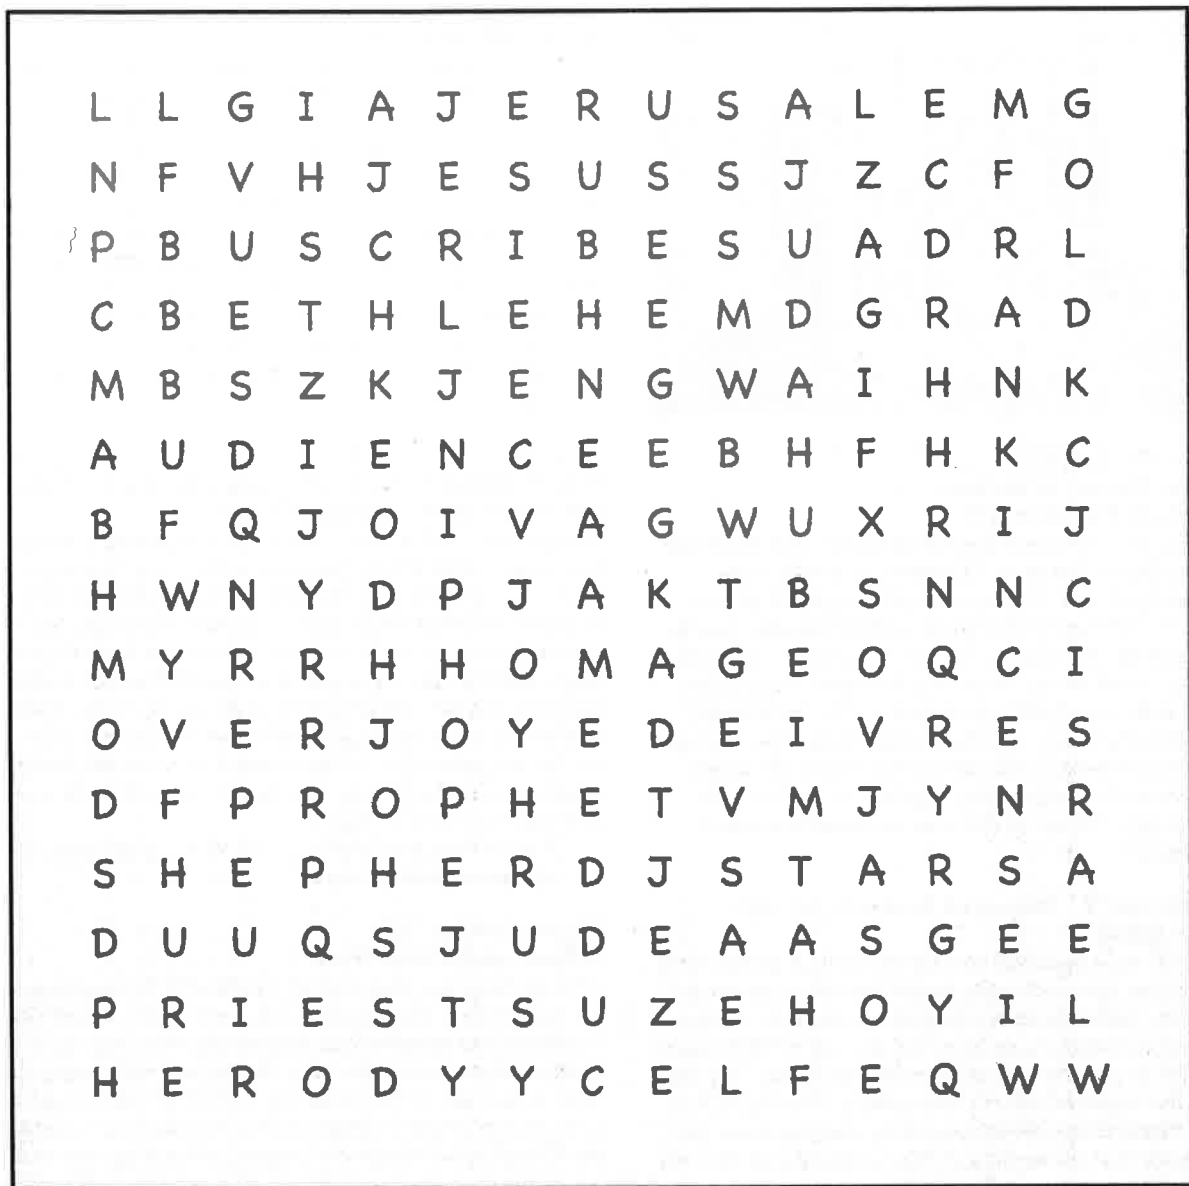 L L G I A J E R U S A L E M G
N F V H J E S U S S J Z C F O
P B U S C R I B E S U A D R L
C B E T H L E H E M D G R A D
M B S Z K J E N G W A I H N K
A U D I E N C E E B H F H K C
B F Q J O I V A G W U X R I J
H W N Y D P J A K T B S N N C
M Y R R H H O M A G E O Q C I
O V E R J O Y E D E I V R E S
D F P R O P H E T V M J Y N R
S H E P H E R D J S T A R S A
D U U Q S J U D E A A S G E E
P R I E S T S U Z E H O Y I L
H E R O D Y Y C E L F E Q W W